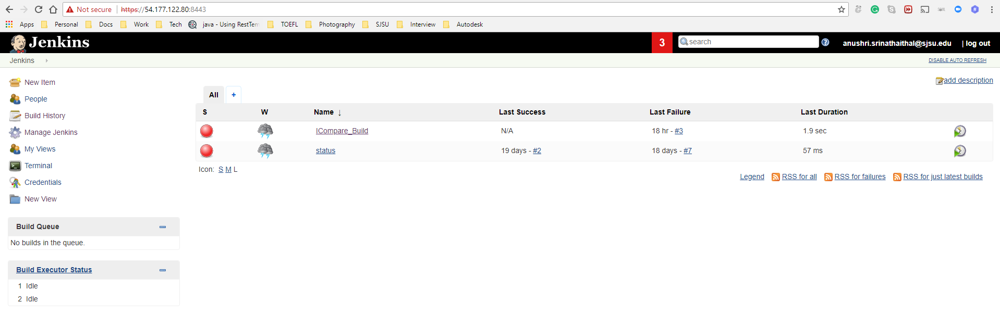 Not secure | https://54.177.122.80:8443
Apps Personal Docs Work Tech java - Using RestTem TOEFL Photography SJSU Interview Autodesk
Jenkins 3 search anushri.srinathaithal@sjsu.edu | log out
Jenkins DISABLE AUTO REFRESH
add description
New Item
People
Build History
Manage Jenkins
My Views
Terminal
Credentials
New View
Build Queue
No builds in the queue.
Build Executor Status
1 Idle
2 Idle
All +
S W Name ↓ Last Success Last Failure Last Duration
ICompare_Build N/A 18 hr - #3 1.9 sec
status 19 days - #2 18 days - #7 57 ms
Icon: S M L
Legend RSS for all RSS for failures RSS for just latest builds